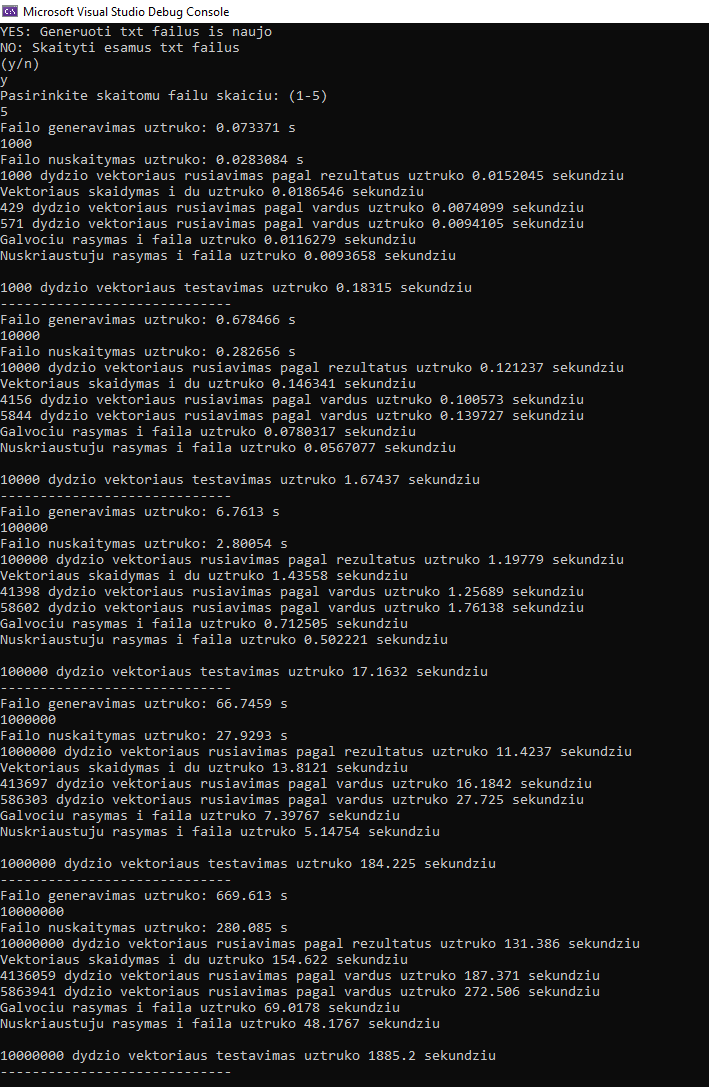 Microsoft Visual Studio Debug Console
YES: Generuoti txt failus is naujo
NO: Skaityti esamus txt failus
(y/n)
y
Pasirinkite skaitomu failu skaiciu: (1-5)
5
Failo generavimas uztruko: 0.073371 s
1000
Failo nuskaitymas uztruko: 0.0283084 s
1000 dydzio vektoriaus rusiavimas pagal rezultatus uztruko 0.0152045 sekundziu
Vektoriaus skaidymas i du uztruko 0.0186546 sekundziu
429 dydzio vektoriaus rusiavimas pagal vardus uztruko 0.0074099 sekundziu
571 dydzio vektoriaus rusiavimas pagal vardus uztruko 0.0094105 sekundziu
Galvociu rasymas i faila uztruko 0.0116279 sekundziu
Nuskriaustuju rasymas i faila uztruko 0.0093658 sekundziu
1000 dydzio vektoriaus testavimas uztruko 0.18315 sekundziu
-----------------------------
Failo generavimas uztruko: 0.678466 s
10000
Failo nuskaitymas uztruko: 0.282656 s
10000 dydzio vektoriaus rusiavimas pagal rezultatus uztruko 0.121237 sekundziu
Vektoriaus skaidymas i du uztruko 0.146341 sekundziu
4156 dydzio vektoriaus rusiavimas pagal vardus uztruko 0.100573 sekundziu
5844 dydzio vektoriaus rusiavimas pagal vardus uztruko 0.139727 sekundziu
Galvociu rasymas i faila uztruko 0.0780317 sekundziu
Nuskriaustuju rasymas i faila uztruko 0.0567077 sekundziu
10000 dydzio vektoriaus testavimas uztruko 1.67437 sekundziu
-----------------------------
Failo generavimas uztruko: 6.7613 s
100000
Failo nuskaitymas uztruko: 2.80054 s
100000 dydzio vektoriaus rusiavimas pagal rezultatus uztruko 1.19779 sekundziu
Vektoriaus skaidymas i du uztruko 1.43558 sekundziu
41398 dydzio vektoriaus rusiavimas pagal vardus uztruko 1.25689 sekundziu
58602 dydzio vektoriaus rusiavimas pagal vardus uztruko 1.76138 sekundziu
Galvociu rasymas i faila uztruko 0.712505 sekundziu
Nuskriaustuju rasymas i faila uztruko 0.502221 sekundziu
100000 dydzio vektoriaus testavimas uztruko 17.1632 sekundziu
-----------------------------
Failo generavimas uztruko: 66.7459 s
1000000
Failo nuskaitymas uztruko: 27.9293 s
1000000 dydzio vektoriaus rusiavimas pagal rezultatus uztruko 11.4237 sekundziu
Vektoriaus skaidymas i du uztruko 13.8121 sekundziu
413697 dydzio vektoriaus rusiavimas pagal vardus uztruko 16.1842 sekundziu
586303 dydzio vektoriaus rusiavimas pagal vardus uztruko 27.725 sekundziu
Galvociu rasymas i faila uztruko 7.39767 sekundziu
Nuskriaustuju rasymas i faila uztruko 5.14754 sekundziu
1000000 dydzio vektoriaus testavimas uztruko 184.225 sekundziu
-----------------------------
Failo generavimas uztruko: 669.613 s
10000000
Failo nuskaitymas uztruko: 280.085 s
10000000 dydzio vektoriaus rusiavimas pagal rezultatus uztruko 131.386 sekundziu
Vektoriaus skaidymas i du uztruko 154.622 sekundziu
4136059 dydzio vektoriaus rusiavimas pagal vardus uztruko 187.371 sekundziu
5863941 dydzio vektoriaus rusiavimas pagal vardus uztruko 272.506 sekundziu
Galvociu rasymas i faila uztruko 69.0178 sekundziu
Nuskriaustuju rasymas i faila uztruko 48.1767 sekundziu
10000000 dydzio vektoriaus testavimas uztruko 1885.2 sekundziu
-----------------------------